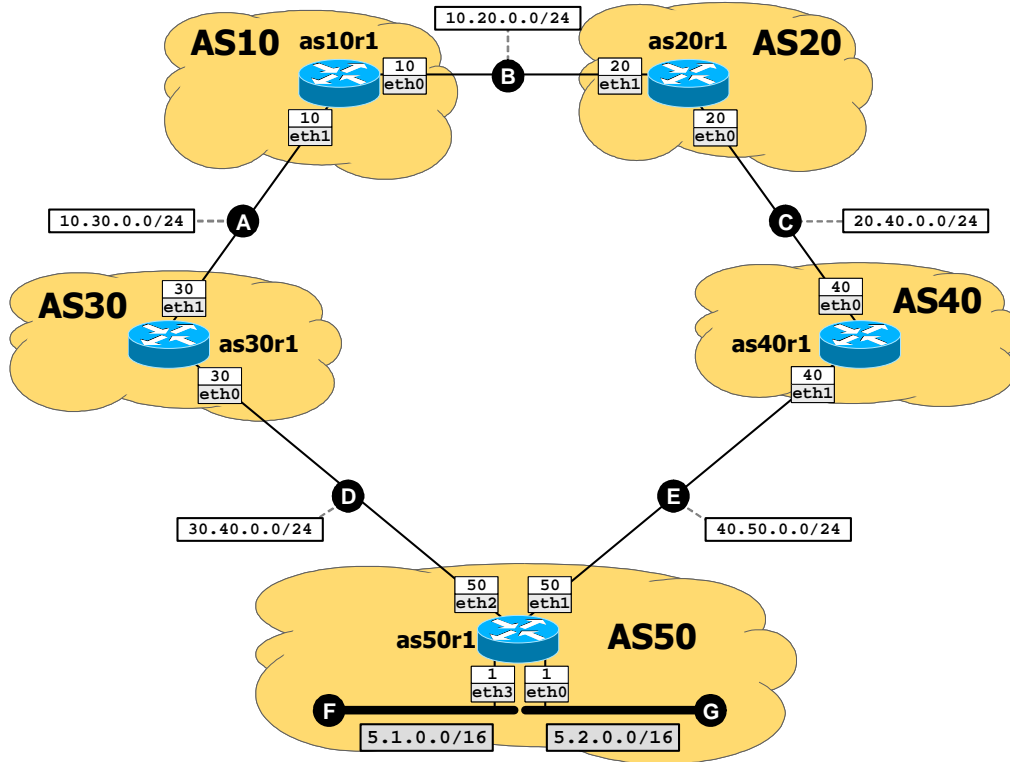 10.20.0.0/24
AS10
as10r1
as20r1
AS20
10
eth0
B
20
eth1
10
eth1
20
eth0
10.30.0.0/24
A
C
20.40.0.0/24
AS30
30
eth1
40
eth0
AS40
as30r1
as40r1
30
eth0
40
eth1
D
E
30.40.0.0/24
40.50.0.0/24
50
eth2
50
eth1
as50r1
AS50
1
eth3
1
eth0
F
G
5.1.0.0/16
5.2.0.0/16